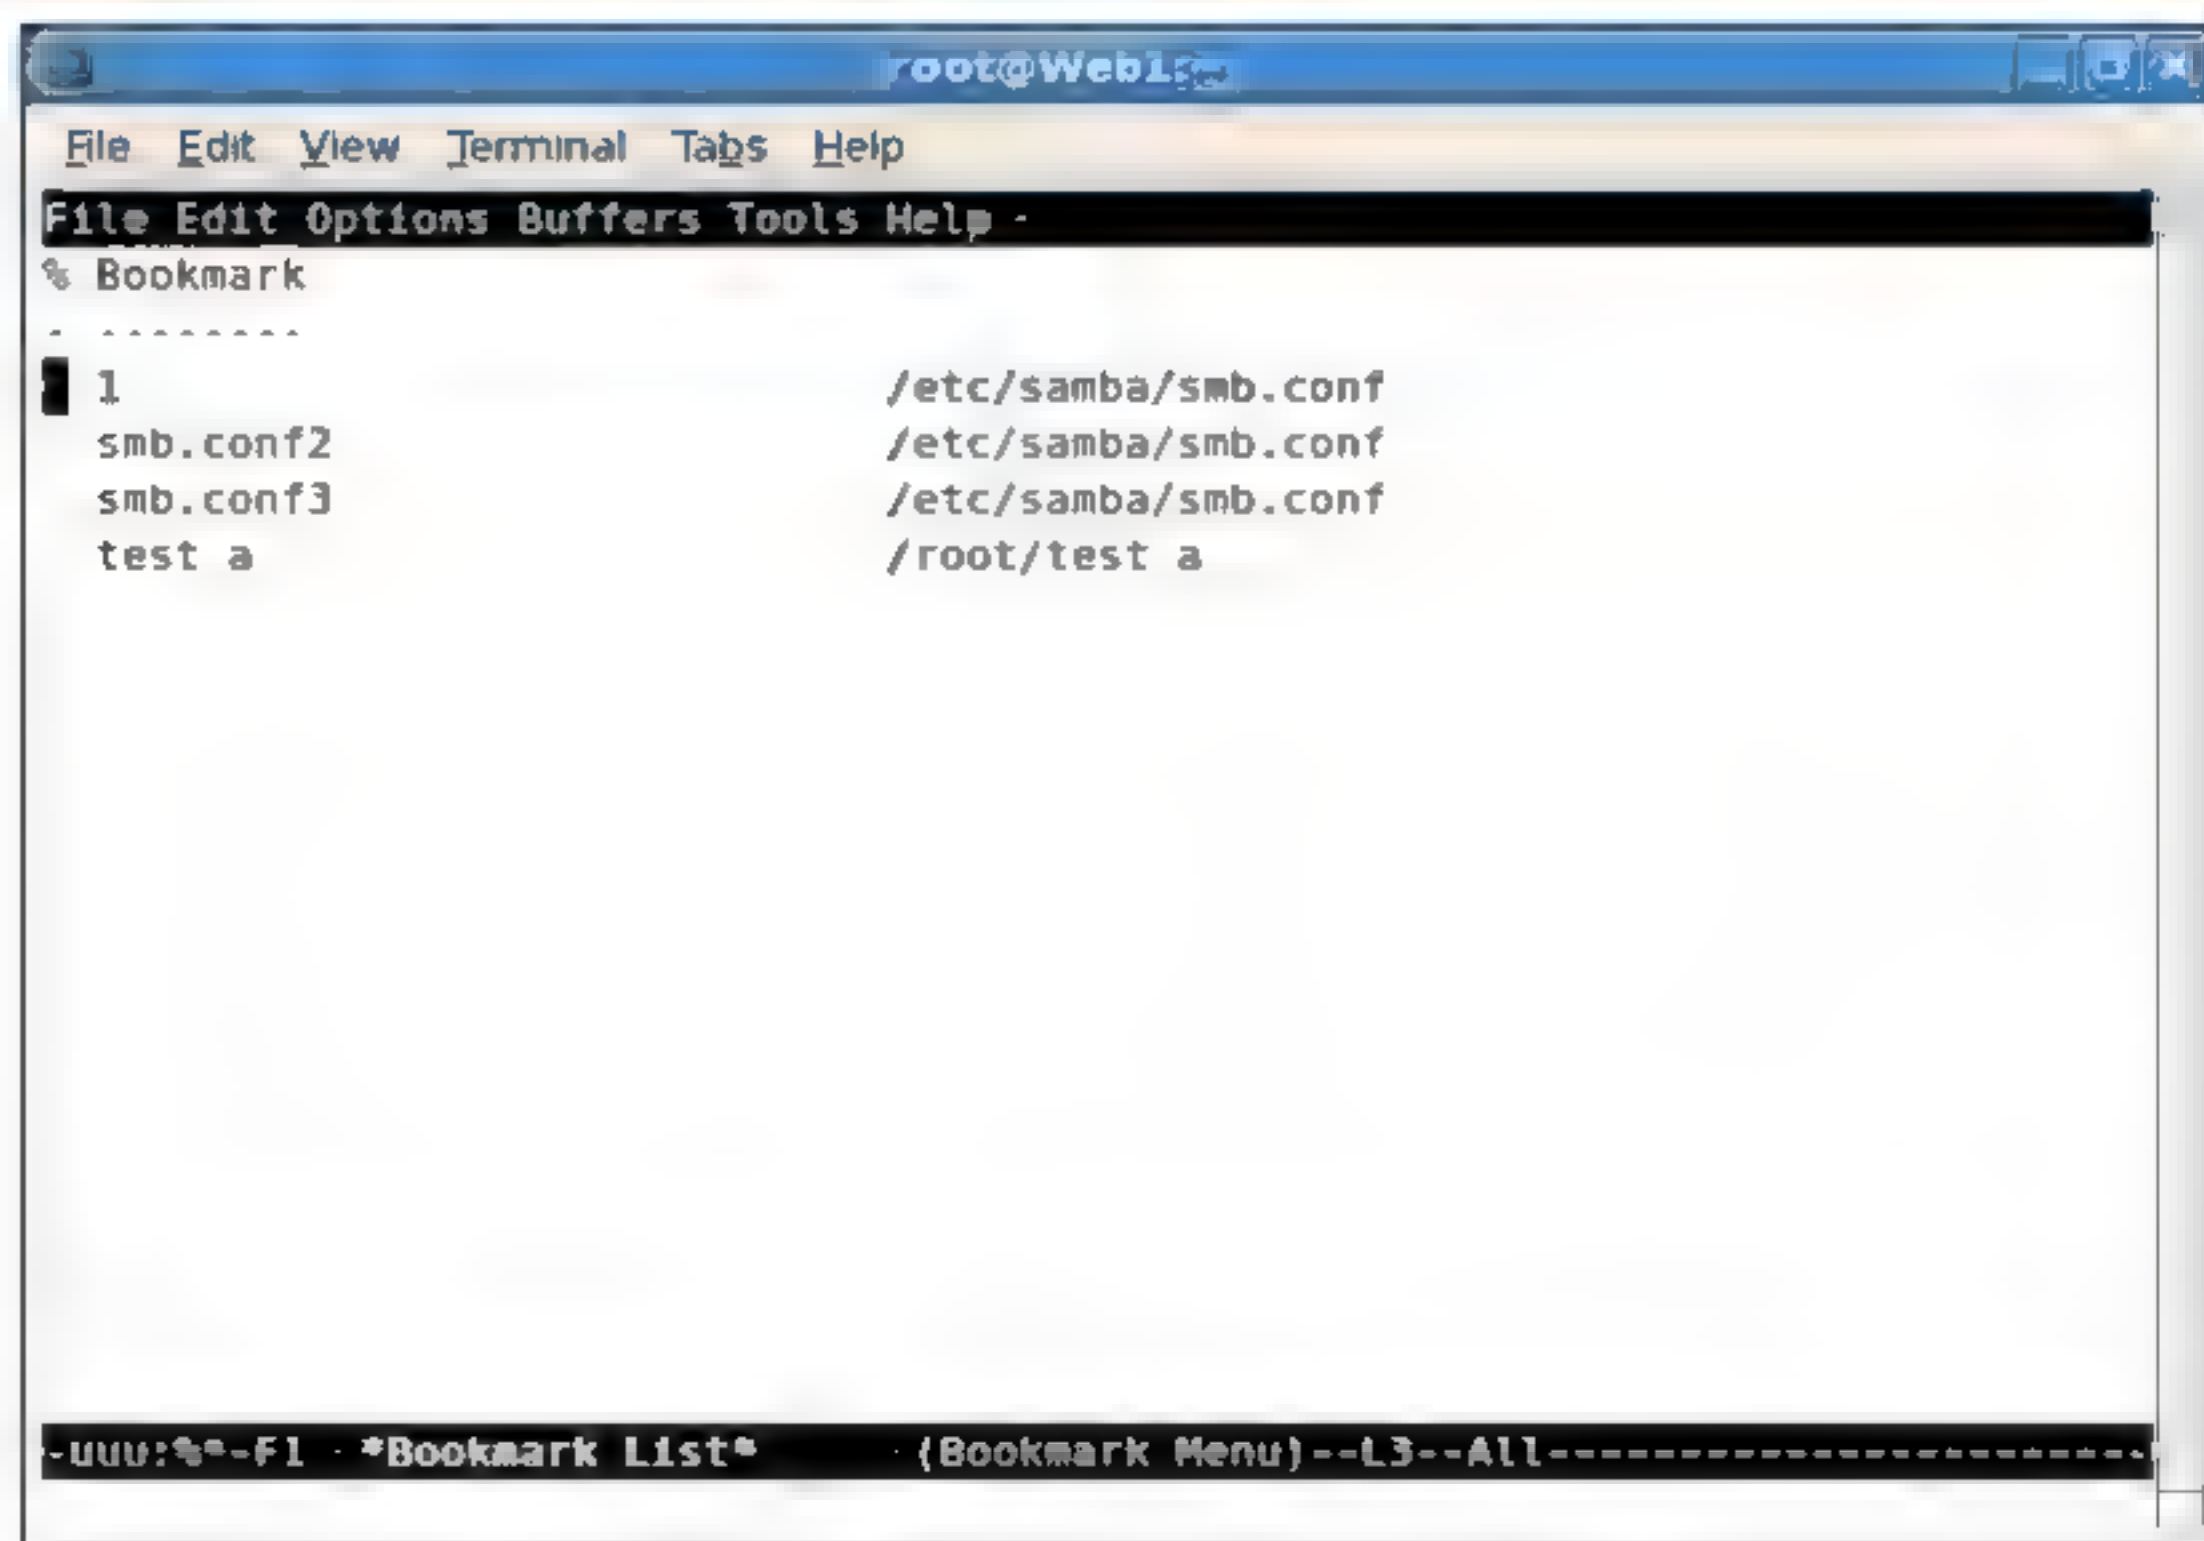 File Edit View Terminal Tabs Help
File Edit Options Buffers Tools Help
% Bookmark
- --------
1 /etc/samba/smb.conf
smb.conf2 /etc/samba/smb.conf
smb.conf3 /etc/samba/smb.conf
test a /root/test a
-uuu:%*-F1 *Bookmark List* (Bookmark Menu)--L3--All-----------------------